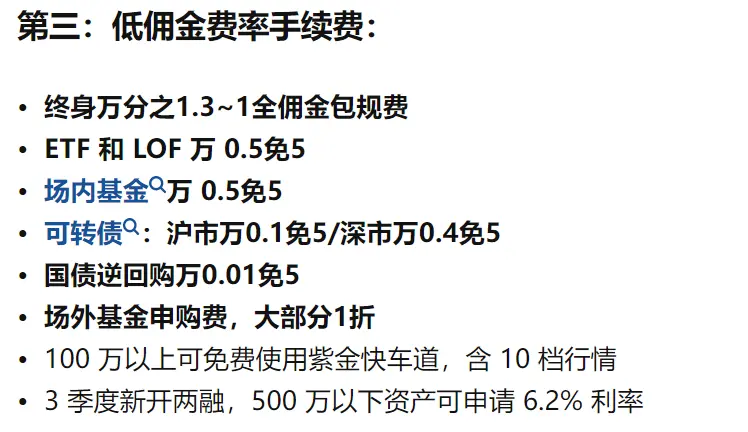 第三：低佣金费率手续费：
• 终身万分之1.3~1全佣金包规费
• ETF 和 LOF 万 0.5免5
• 场内基金万 0.5免5
• 可转债：沪市万0.1免5/深市万0.4免5
• 国债逆回购万0.01免5
• 场外基金申购费，大部分1折
• 100 万以上可免费使用紫金快车道，含 10 档行情
• 3 季度新开两融，500 万以下资产可申请 6.2% 利率